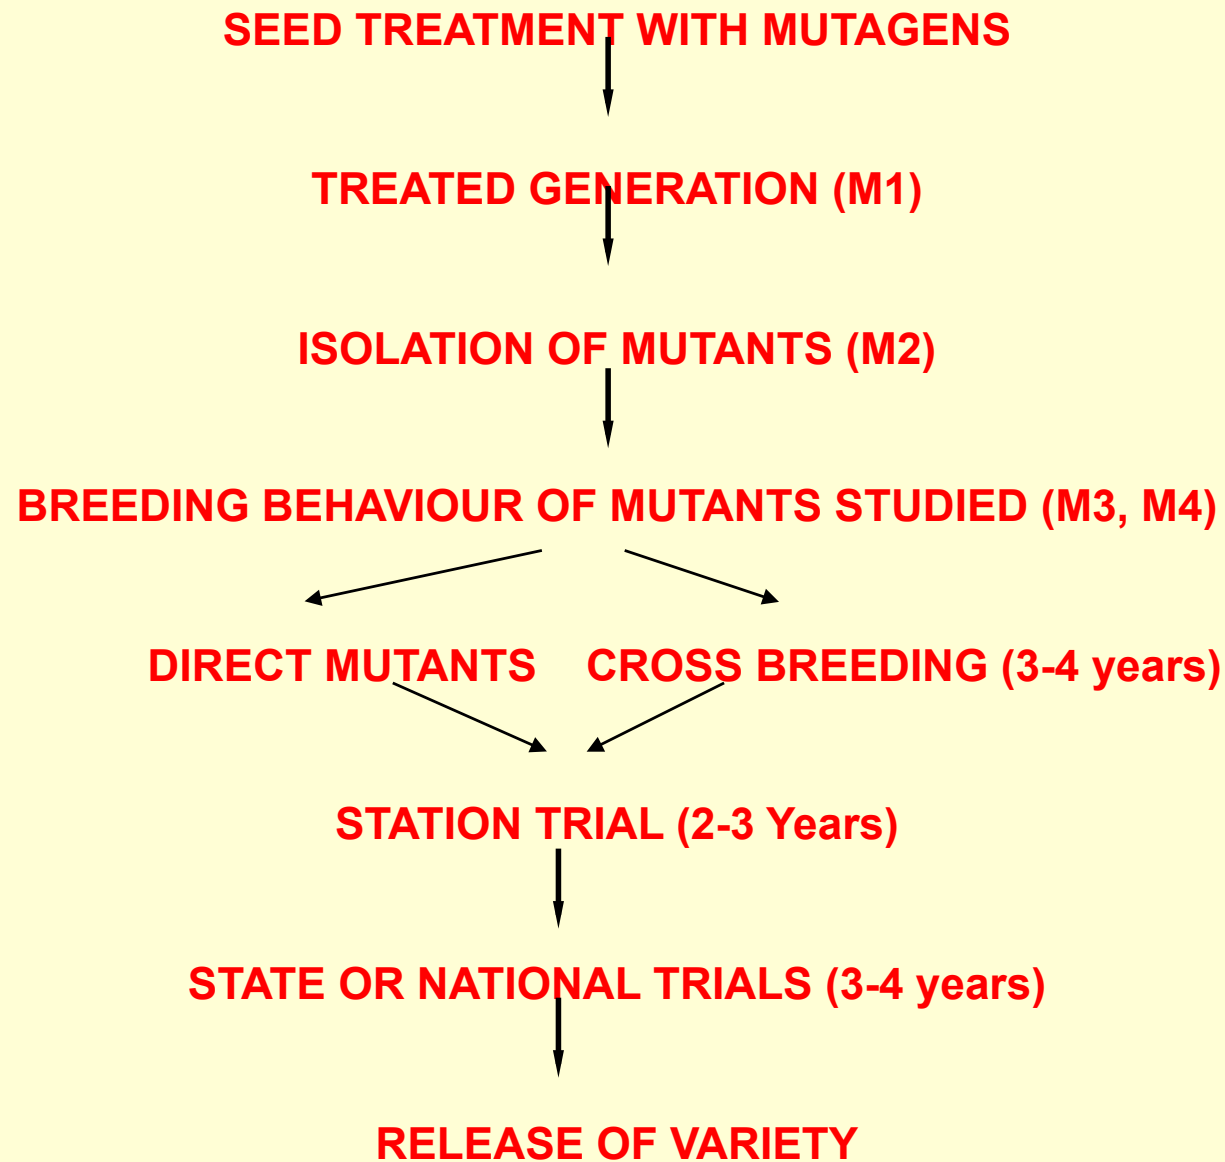 SEED TREATMENT WITH MUTAGENS
TREATED GENERATION (M1)
ISOLATION OF MUTANTS (M2)
BREEDING BEHAVIOUR OF MUTANTS STUDIED (M3, M4)
DIRECT MUTANTS CROSS BREEDING (3-4 years)
STATION TRIAL (2-3 Years)
STATE OR NATIONAL TRIALS (3-4 years)
RELEASE OF VARIETY